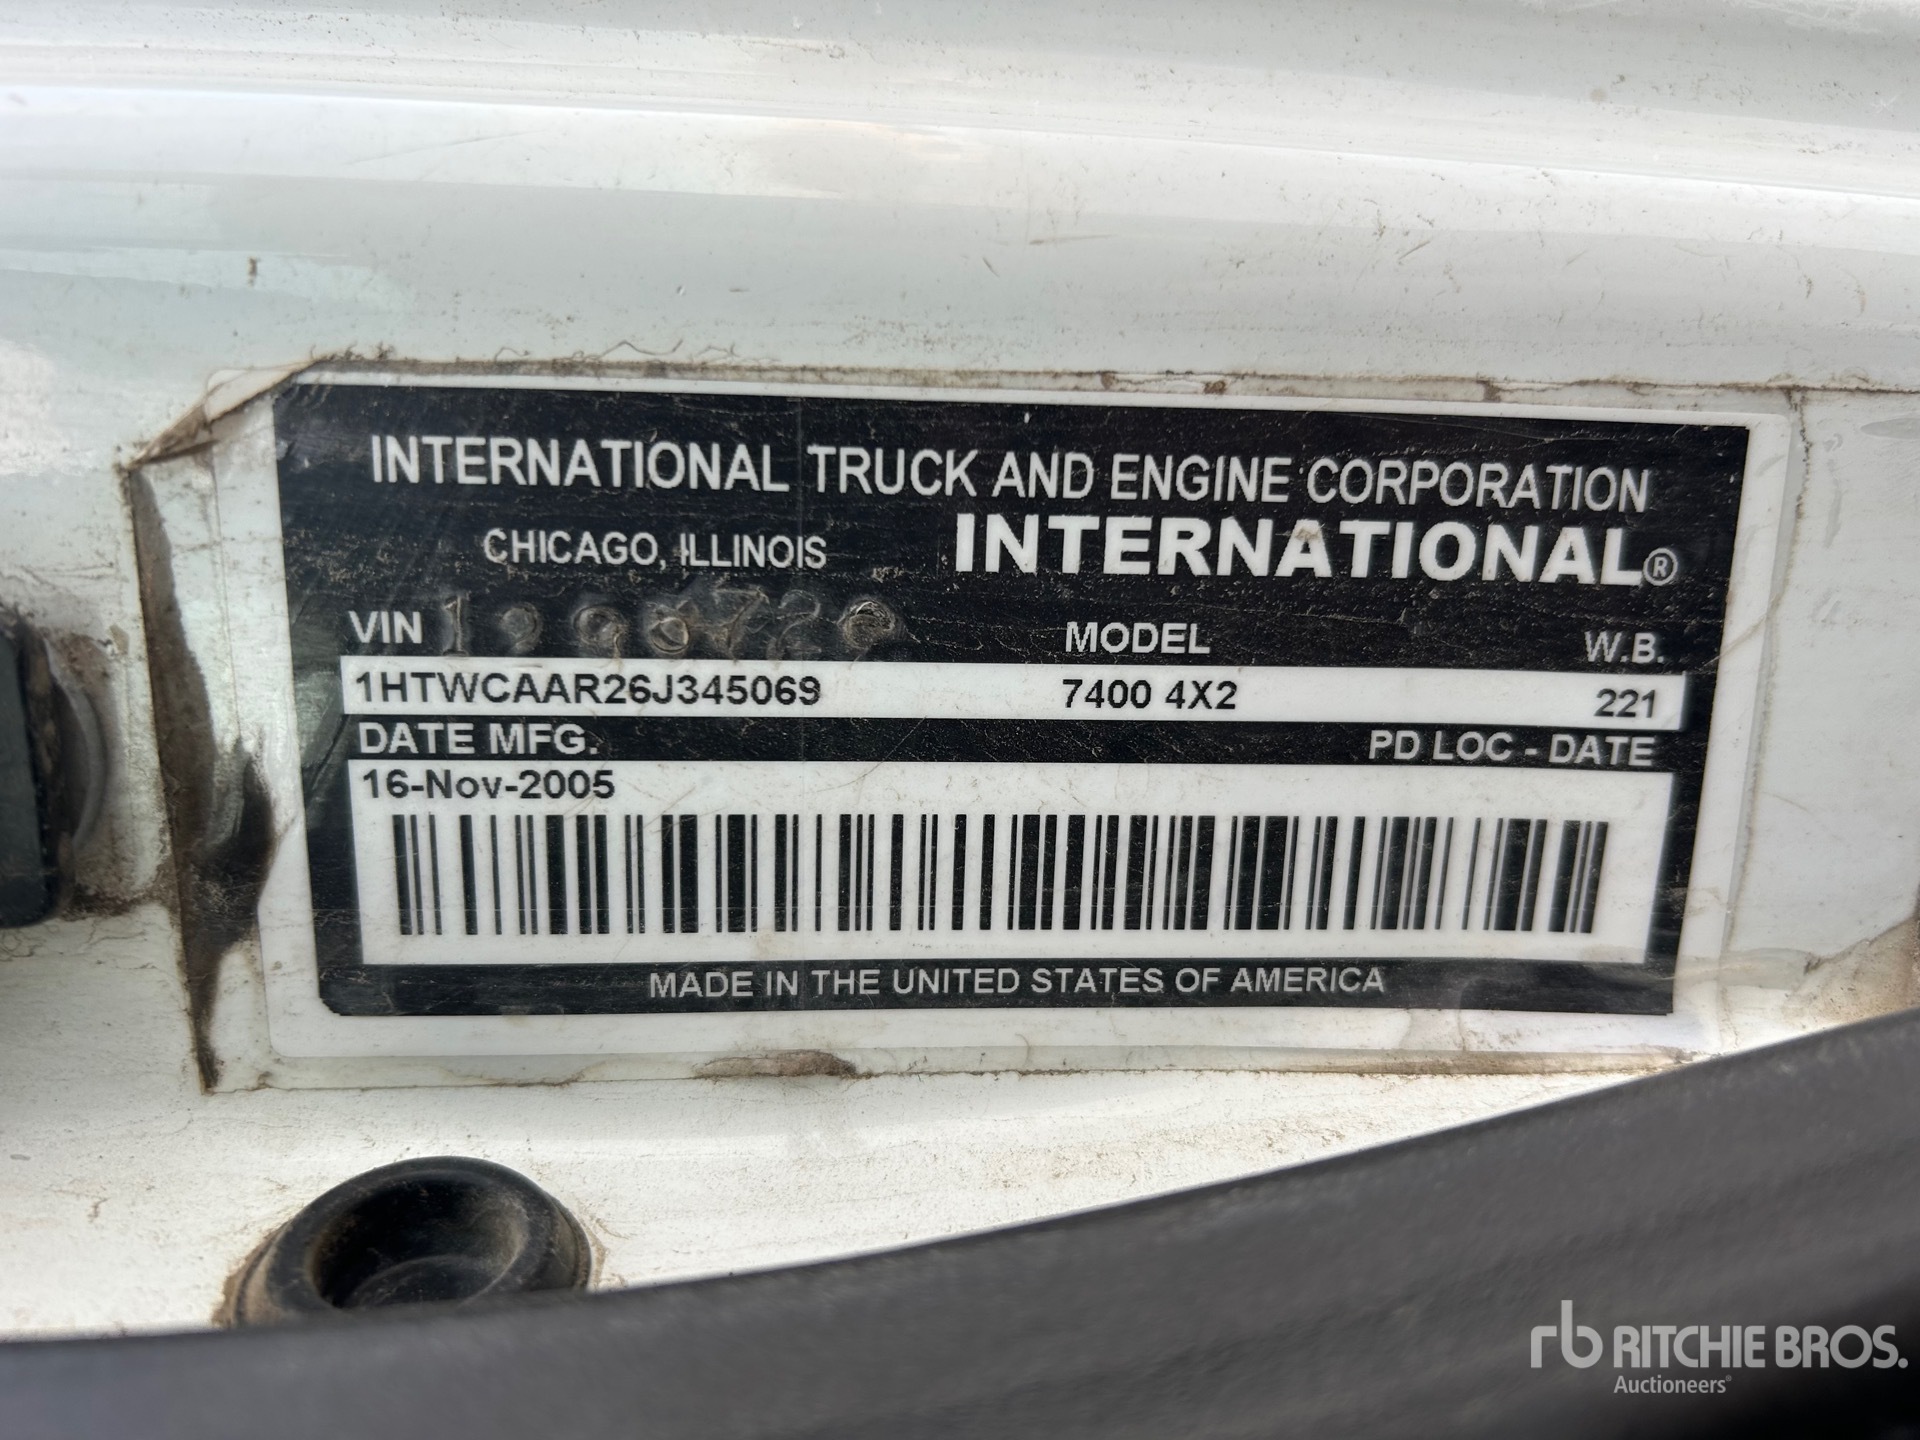 INTERNATIONAL TRUCK AND ENGINE CORPORATION
CHICAGO, ILLINOIS INTERNATIONAL®
VIN MODEL W.B.
1HTWCAAR26J345069 7400 4X2 221
DATE MFG. PD LOC - DATE
16-Nov-2005
MADE IN THE UNITED STATES OF AMERICA
rb RITCHIE BROS.
Auctioneers®